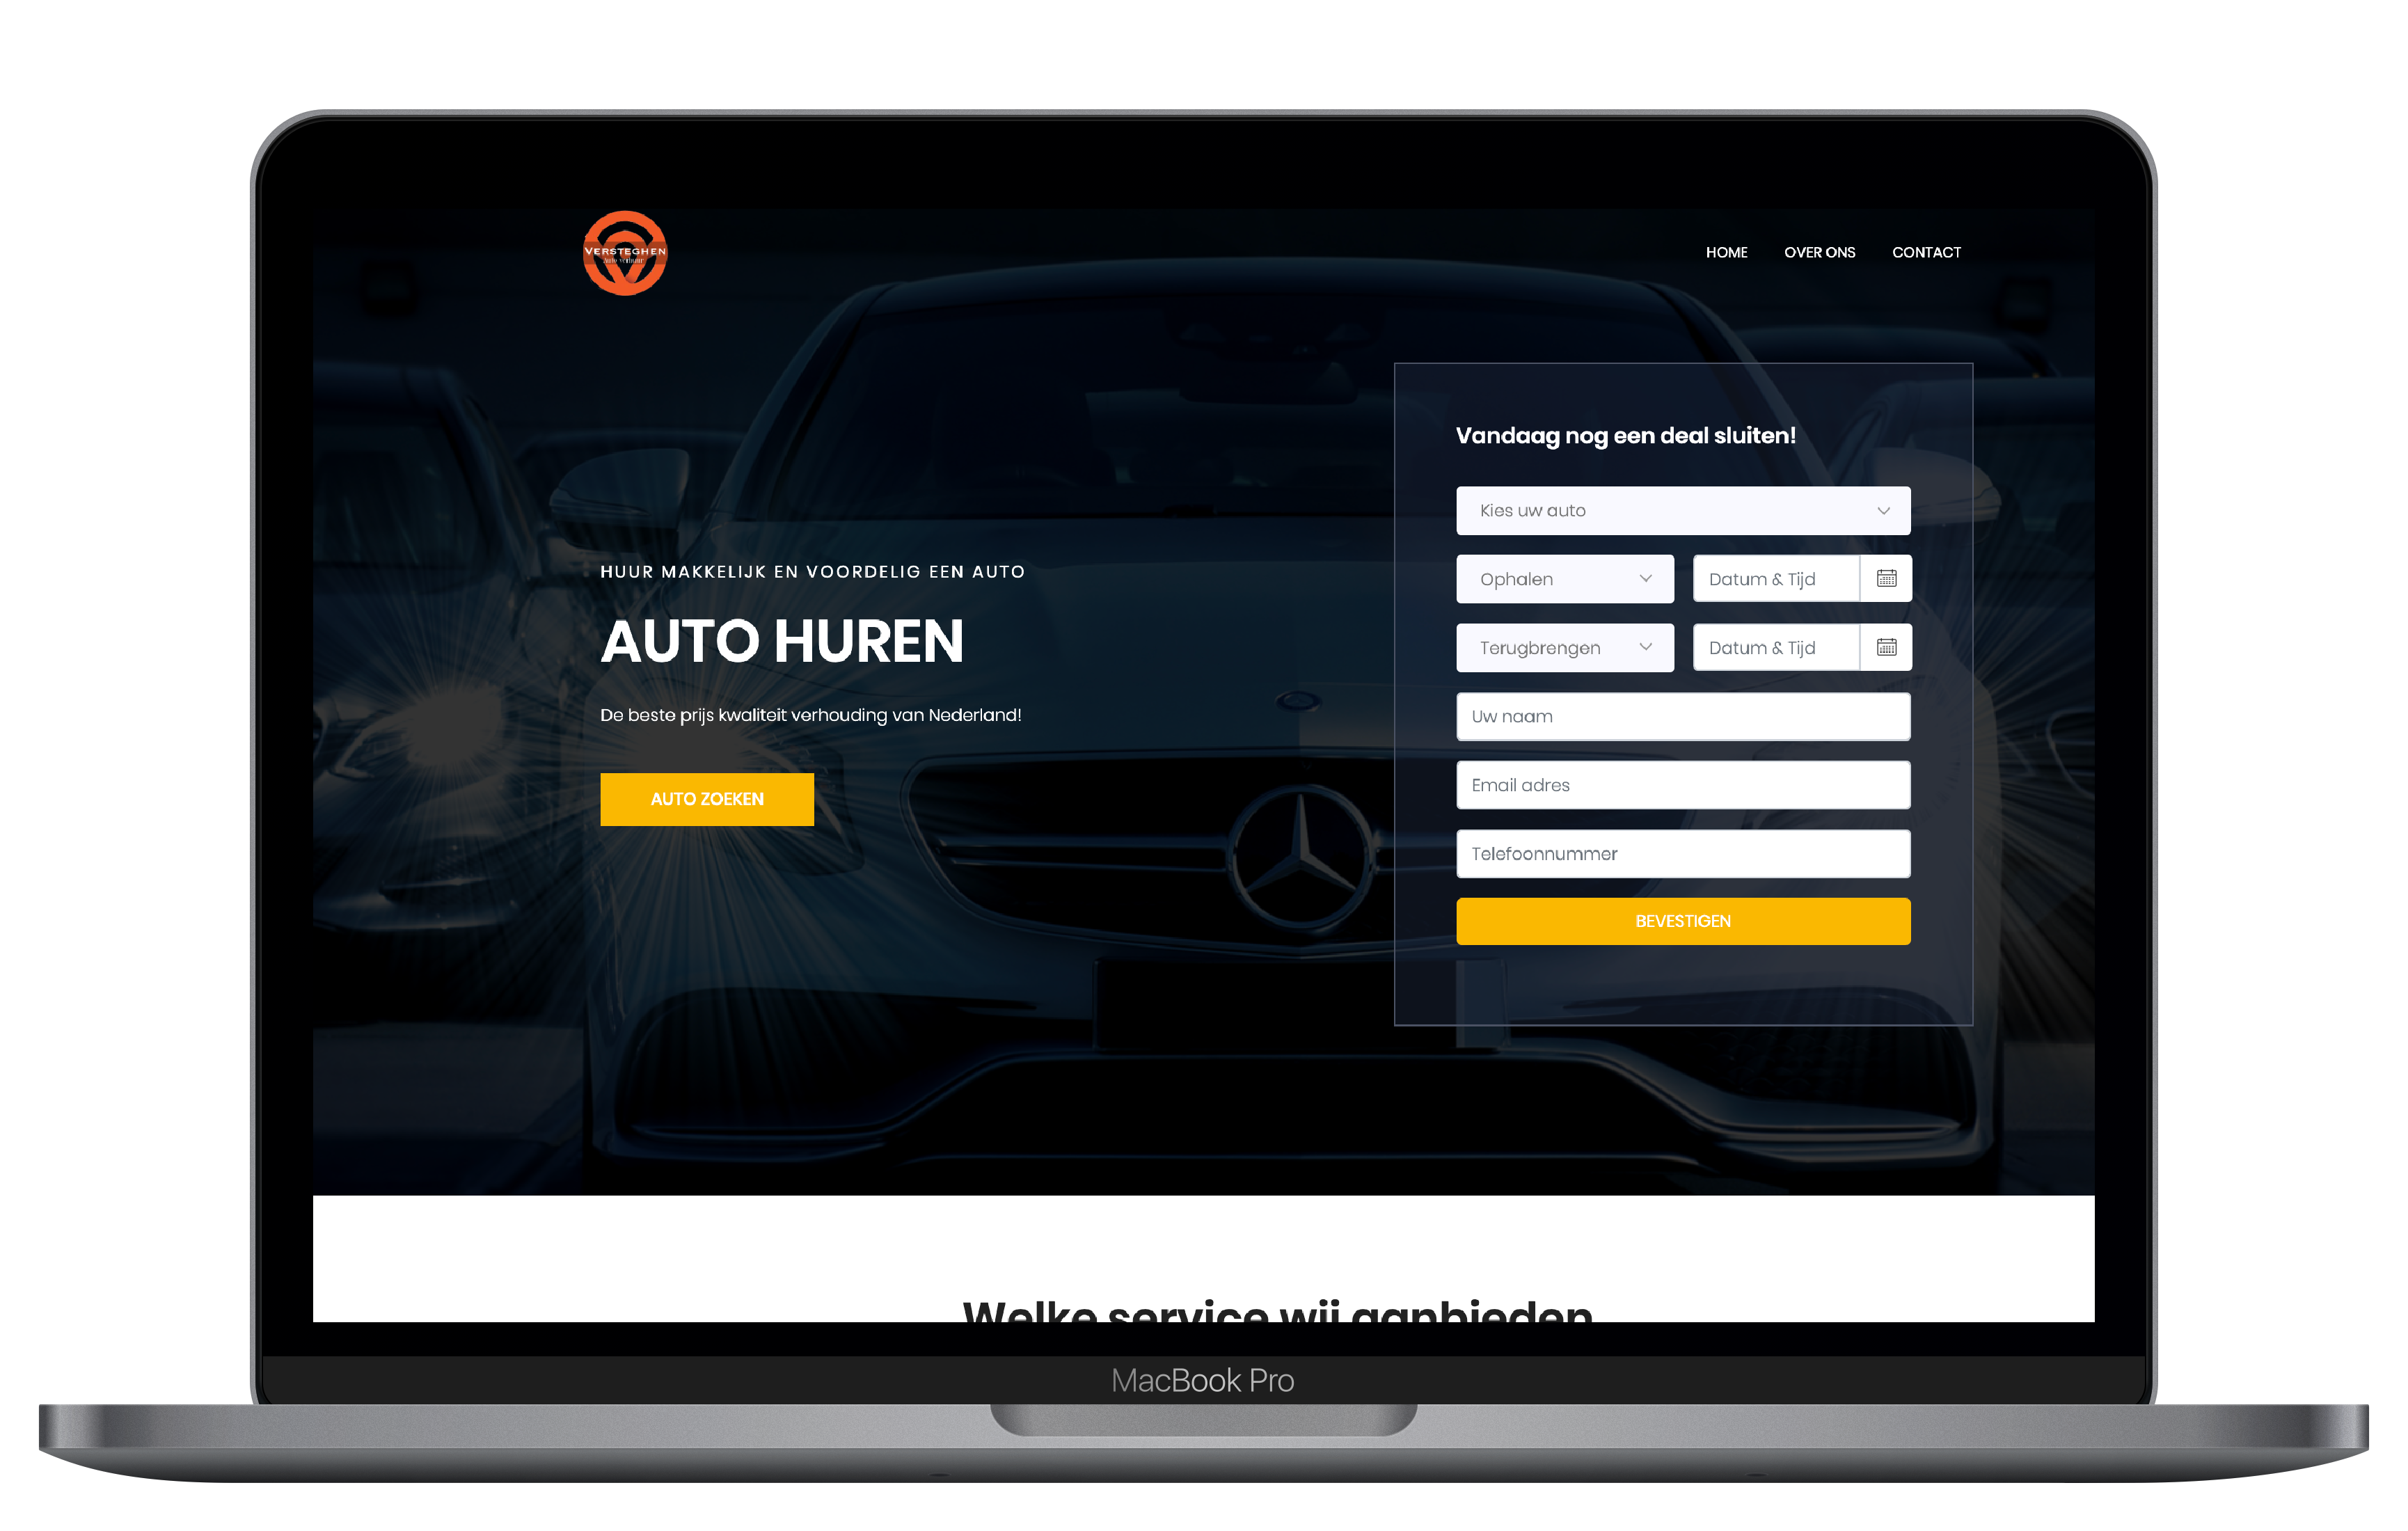 VERSTEGHEN
Auto verhuur
HOME OVER ONS CONTACT
HUUR MAKKELIJK EN VOORDELIG EEN AUTO
AUTO HUREN
De beste prijs kwaliteit verhouding van Nederland!
AUTO ZOEKEN
Vandaag nog een deal sluiten!
Kies uw auto
Ophalen Datum & Tijd
Terugbrengen Datum & Tijd
Uw naam
Email adres
Telefoonnummer
BEVESTIGEN
Welke service wij aanbieden
MacBook Pro